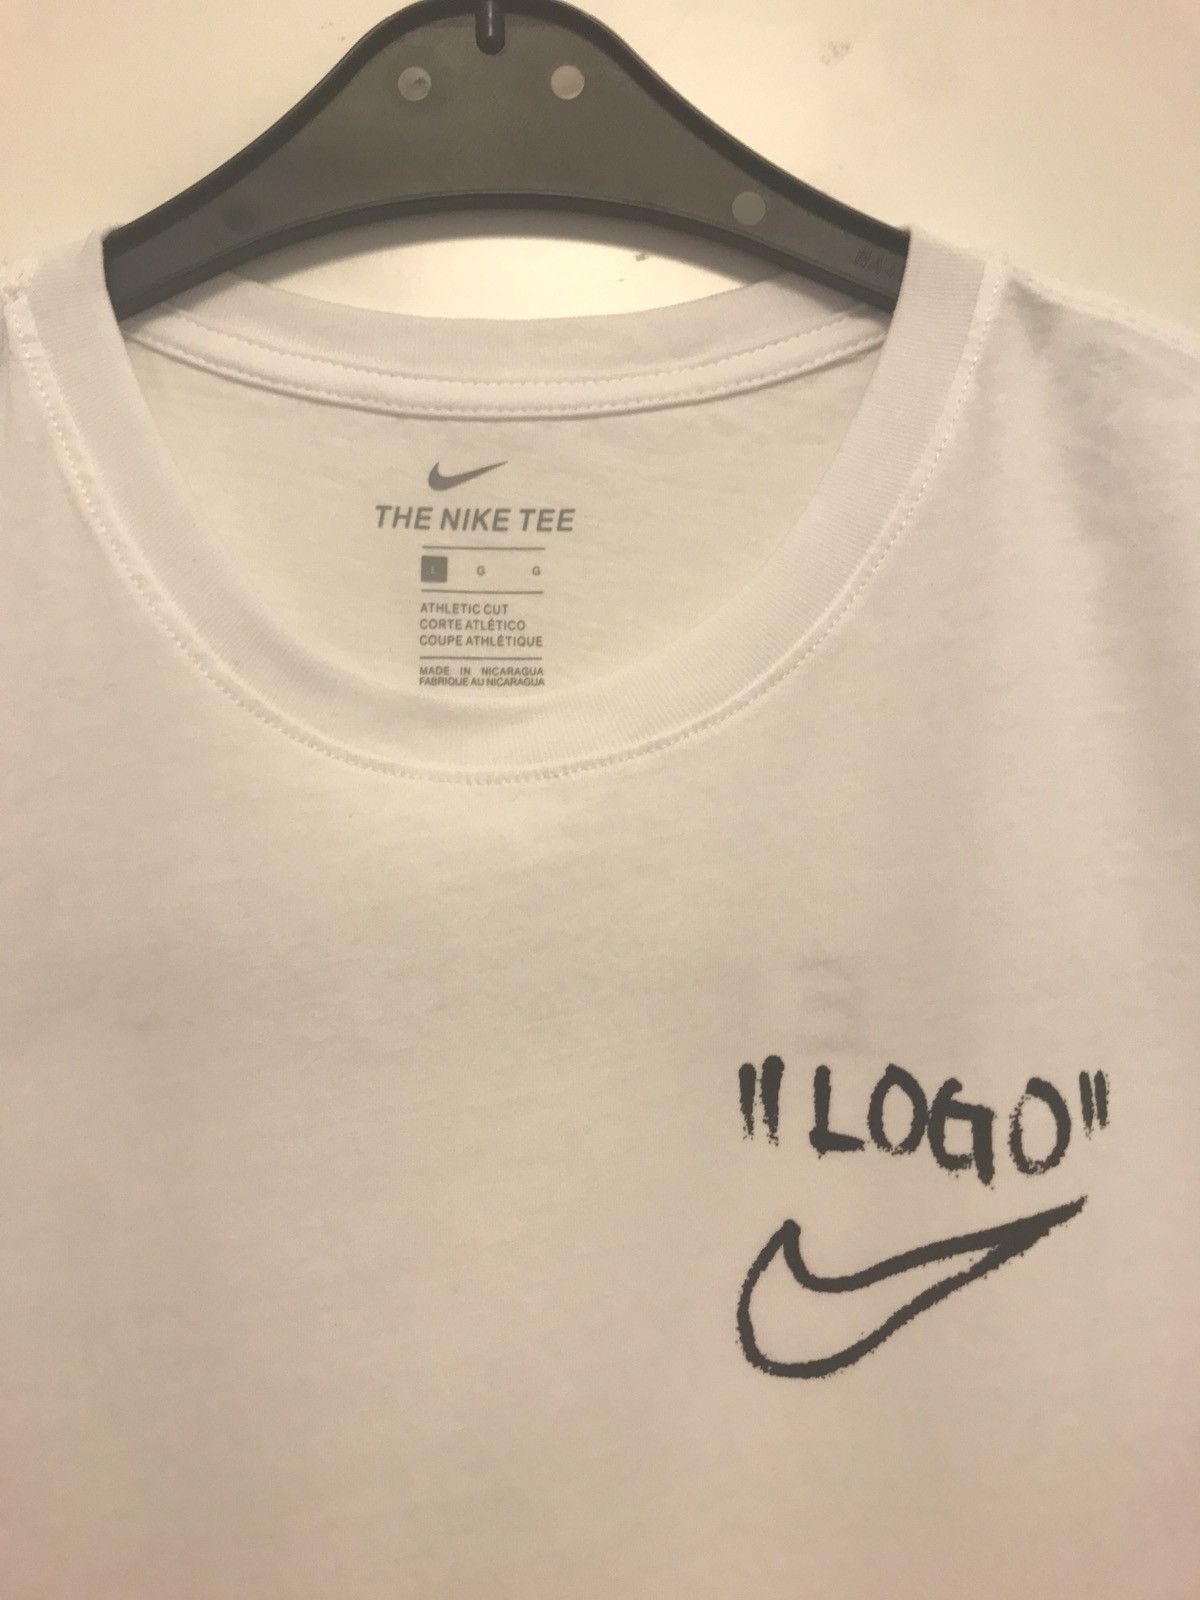 THE NIKE TEE
L G G
ATHLETIC CUT
CORTE ATLÉTICO
COUPE ATHLÉTIQUE
MADE IN NICARAGUA
FABRIQUE AU NICARAGUA
"LOGO"